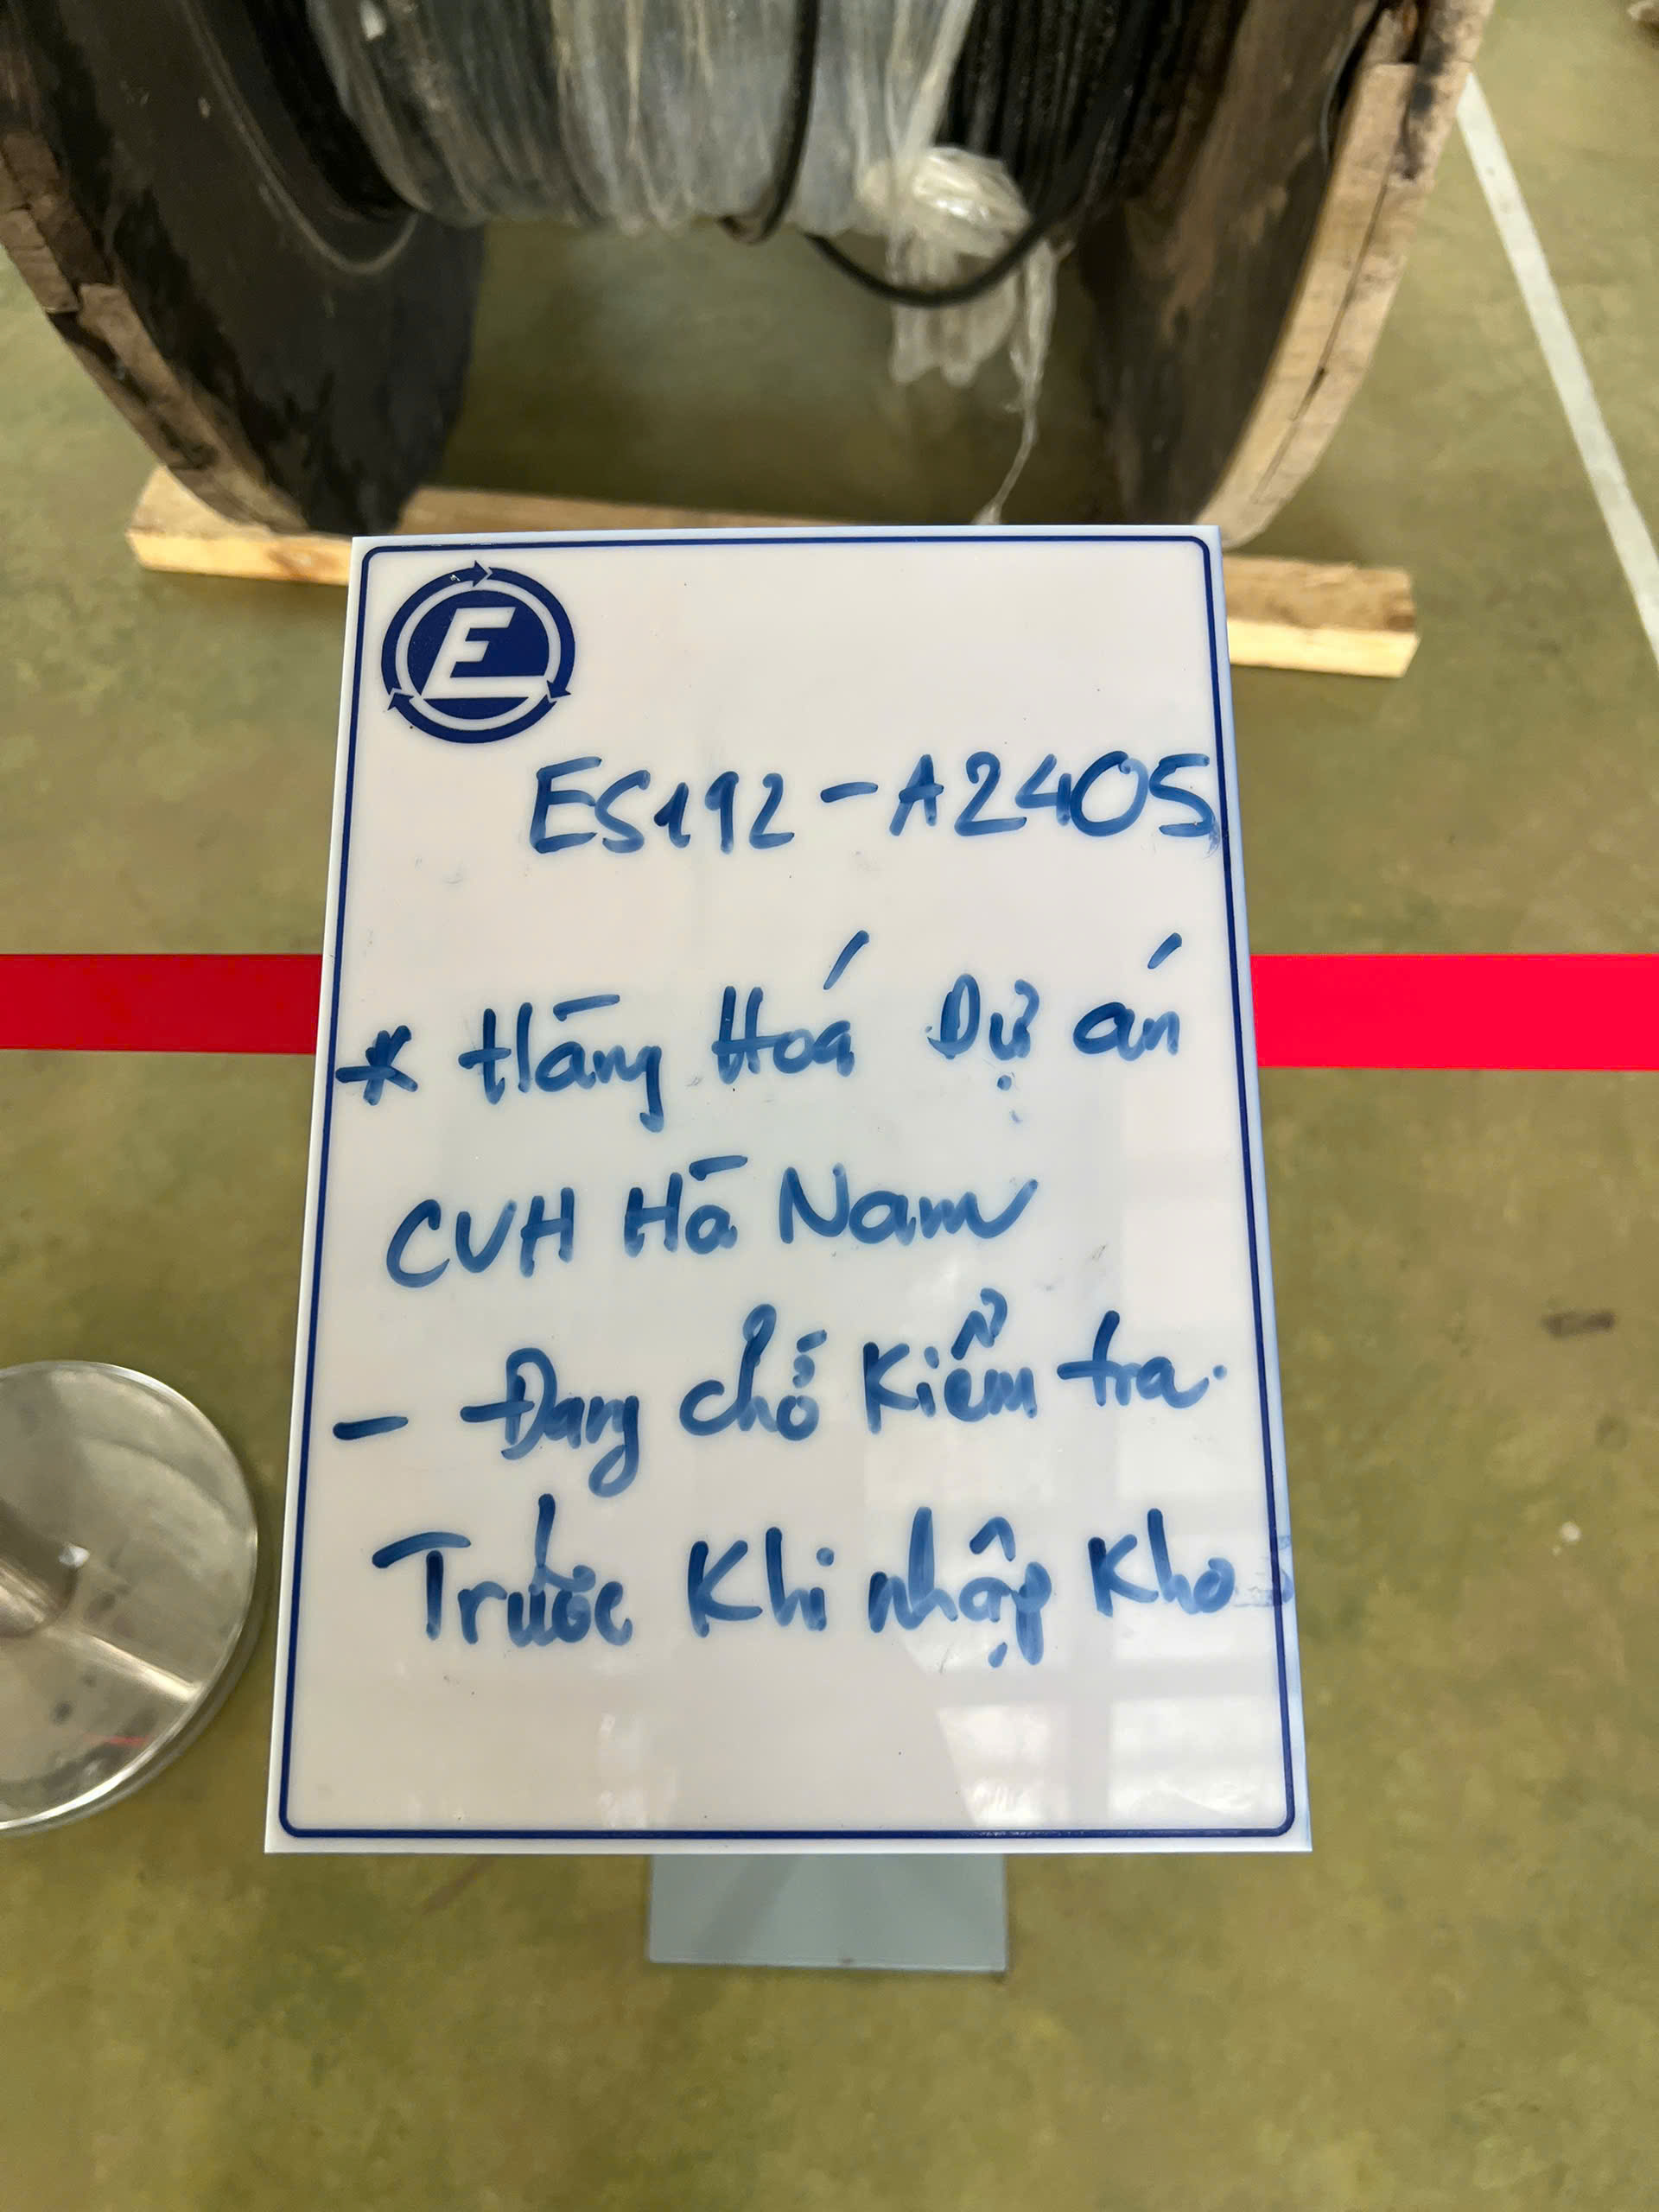 E
ES192-A2405
* Hàng Hoá Dự án
CVH Hà Nam
- Đang chờ kiểm tra.
Trước Khi nhập Kho